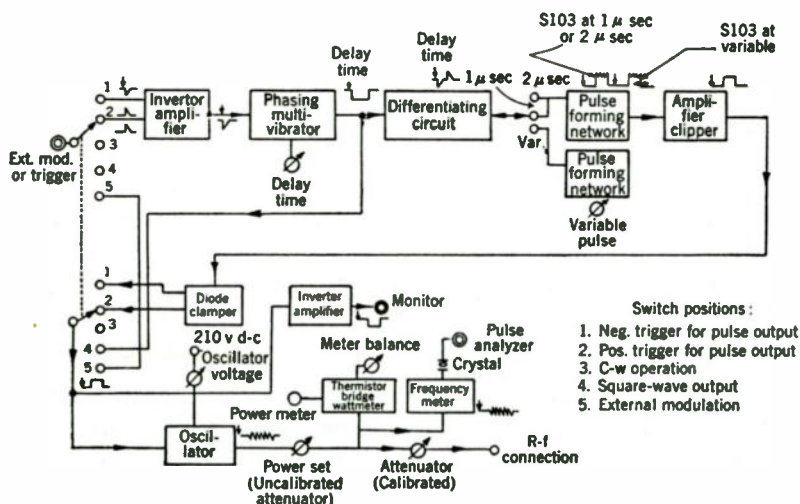 S103 at 1 μ sec
or 2 μ sec
S103 at
variable
Delay
time
Delay
time
1 μ sec
2 μ sec
1
2
3
4
5
Invertor
ampli-
fier
Phasing
multi-
vibrator
Differentiating
circuit
Pulse
forming
network
Ampli-
fier
clipper
Var.
Ext. mod.
or trigger
Delay
time
Pulse
forming
network
Variable
pulse
1
2
3
4
5
Diode
clamper
Inverter
amplifier
Monitor
210 v d-c
Oscillator
voltage
Meter balance
Pulse
analyzer
Crystal
Thermistor
bridge
wattmeter
Frequency
meter
Power meter
Oscil-
lator
Power set
(Uncalibrated
attenuator)
Attenuator
(Calibrated)
R-f
connection
Switch positions:
1. Neg. trigger for pulse output
2. Pos. trigger for pulse output
3. C-w operation
4. Square-wave output
5. External modulation